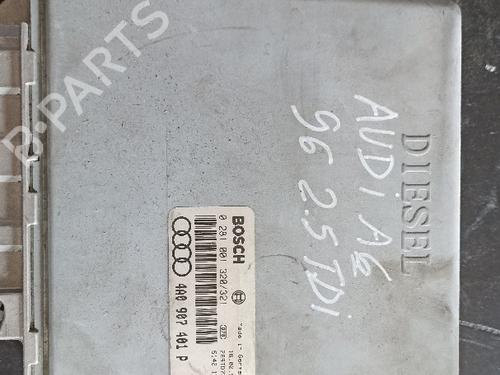 B-PARTS
AUDI A6
96 2.5 TDI
DIESEL
BOSCH
0 281 001 320/321
4A0 907 401 P